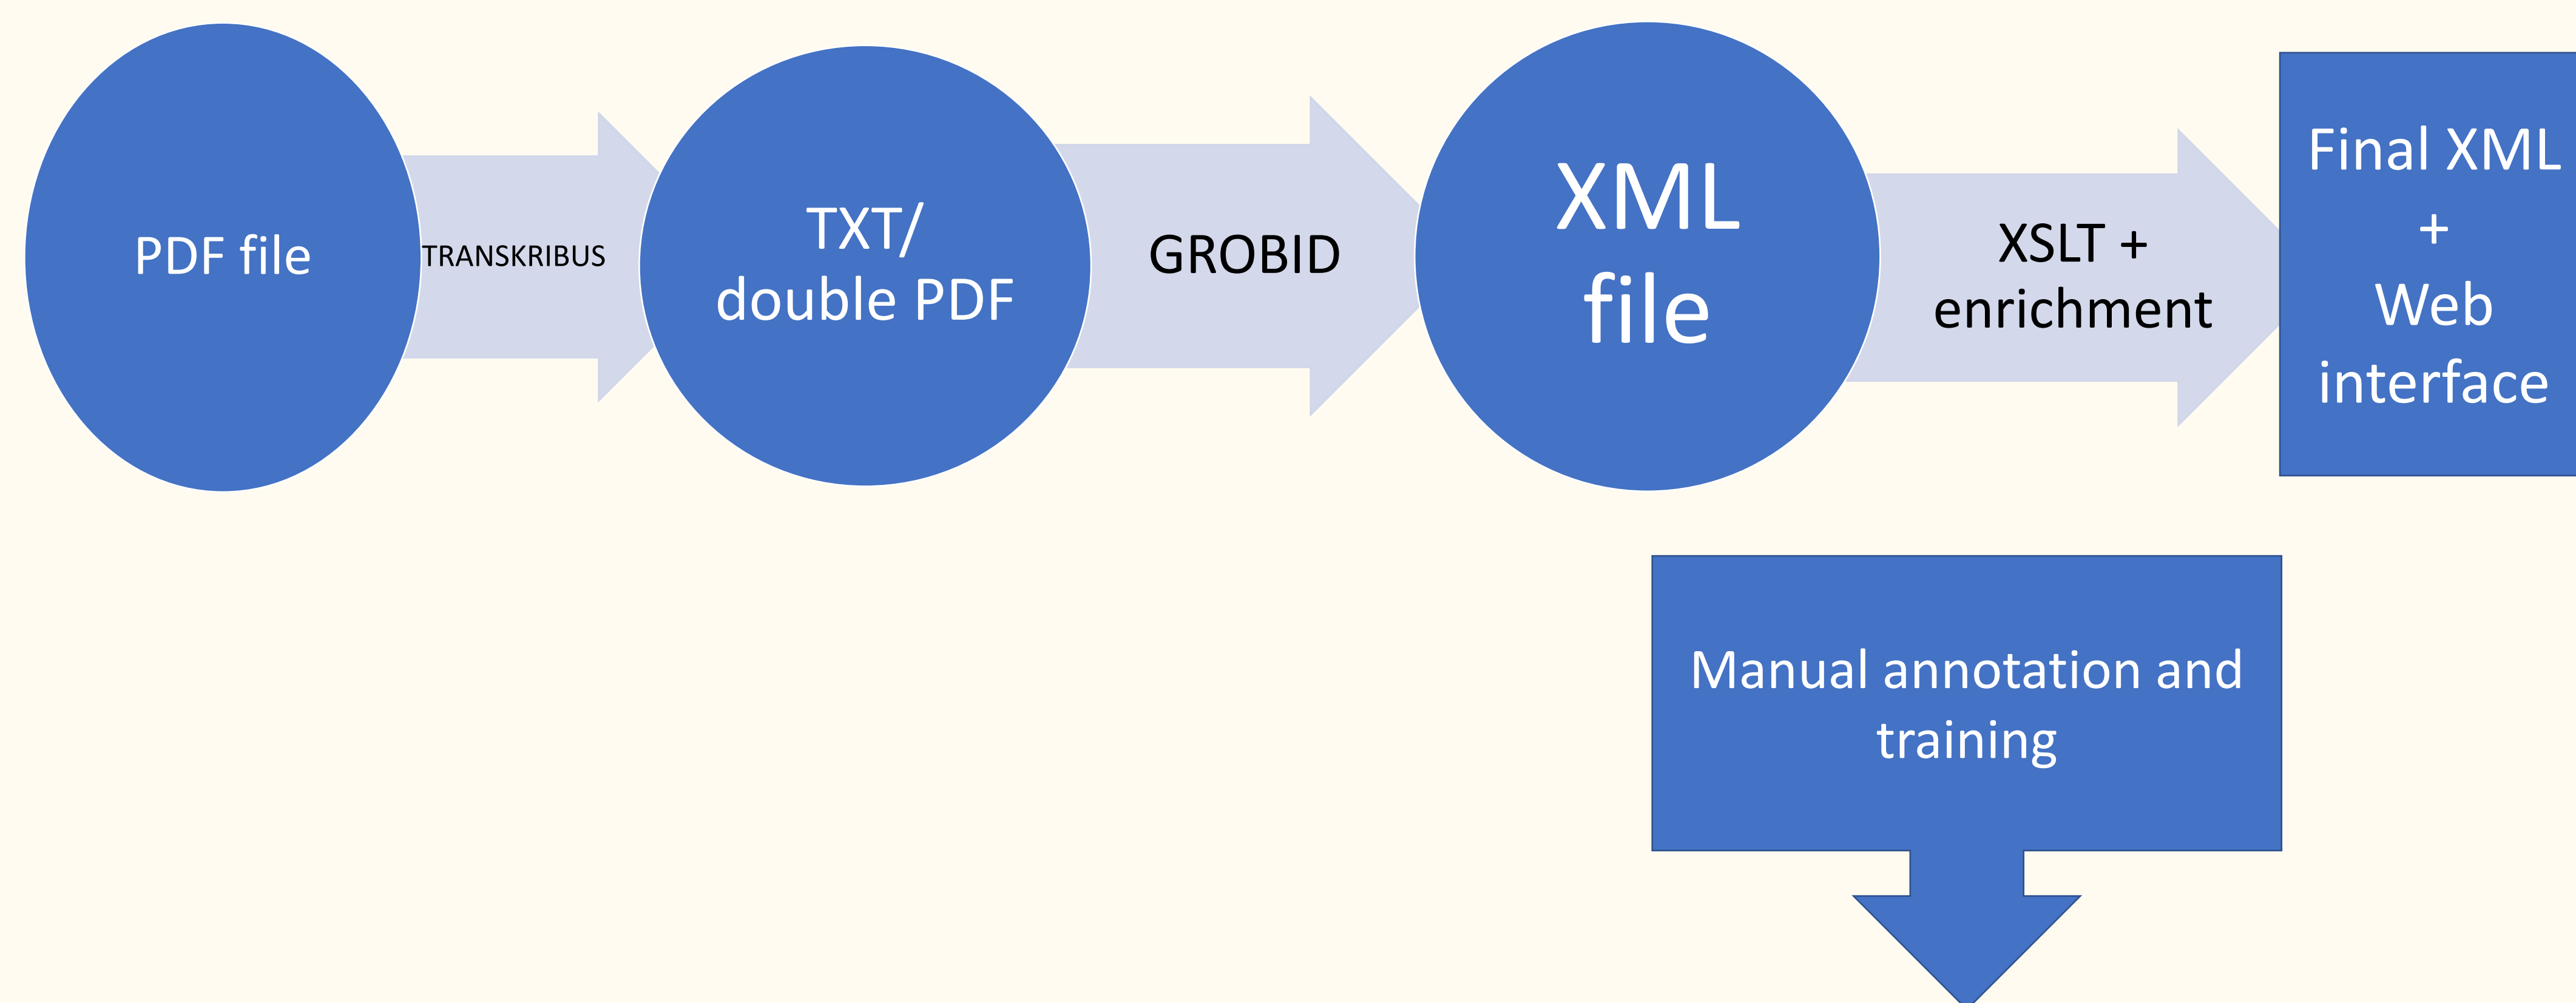 PDF file
TRANSKRIBUS
TXT/
double PDF
GROBID
XML
file
XSLT +
enrichment
Final XML
+
Web
interface
Manual annotation and
training